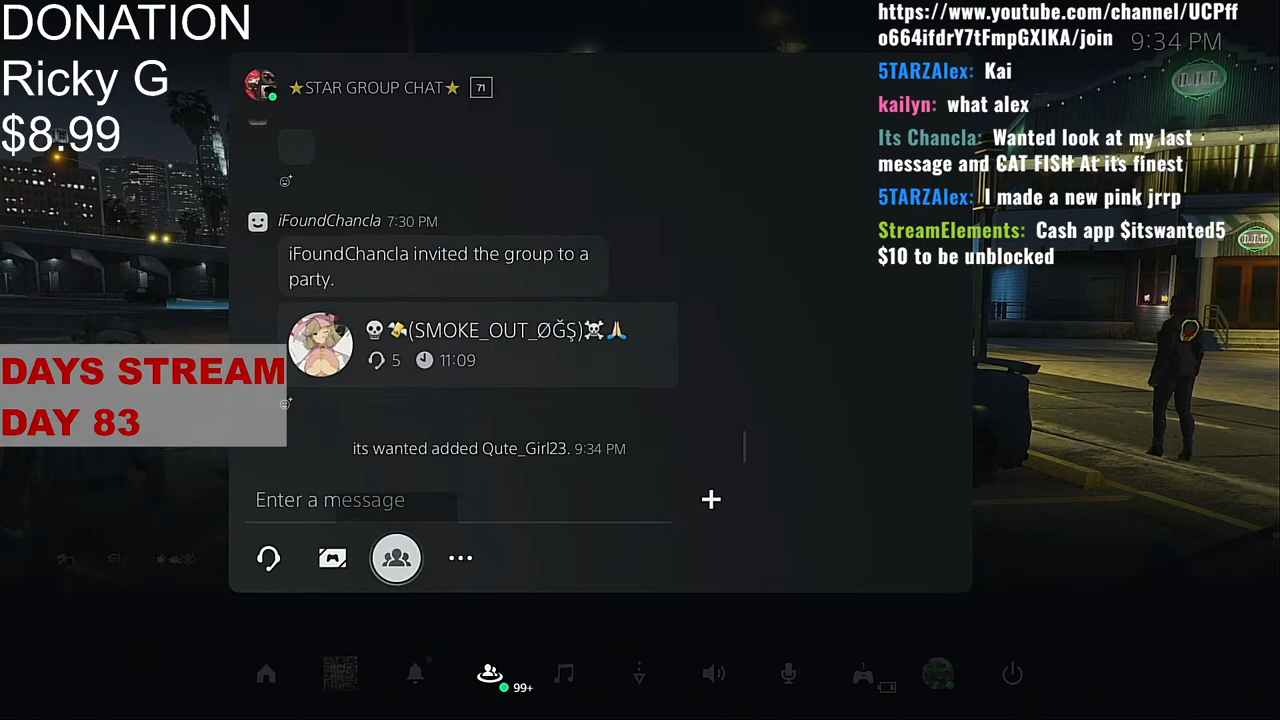 DONATION
Ricky G
$8.99
https://www.youtube.com/channel/UCPff
o664ifdrY7tFmpGXIKA/join
9:34 PM
5TARZAlex: Kai
kailyn: what alex
Its Chancla: Wanted look at my last
message and CAT FISH At it's finest
5TARZAlex: I made a new pink jrrp
StreamElements: Cash app $itswanted5
$10 to be unblocked
★STAR GROUP CHAT★ 71
iFoundChancla 7:30 PM
iFoundChancla invited the group to a
party.
💀💸(SMOKE_OUT_ØĞŞ)☠️🙏
5 11:09
DAYS STREAM
DAY 83
its wanted added Qute_Girl23. 9:34 PM
Enter a message
99+